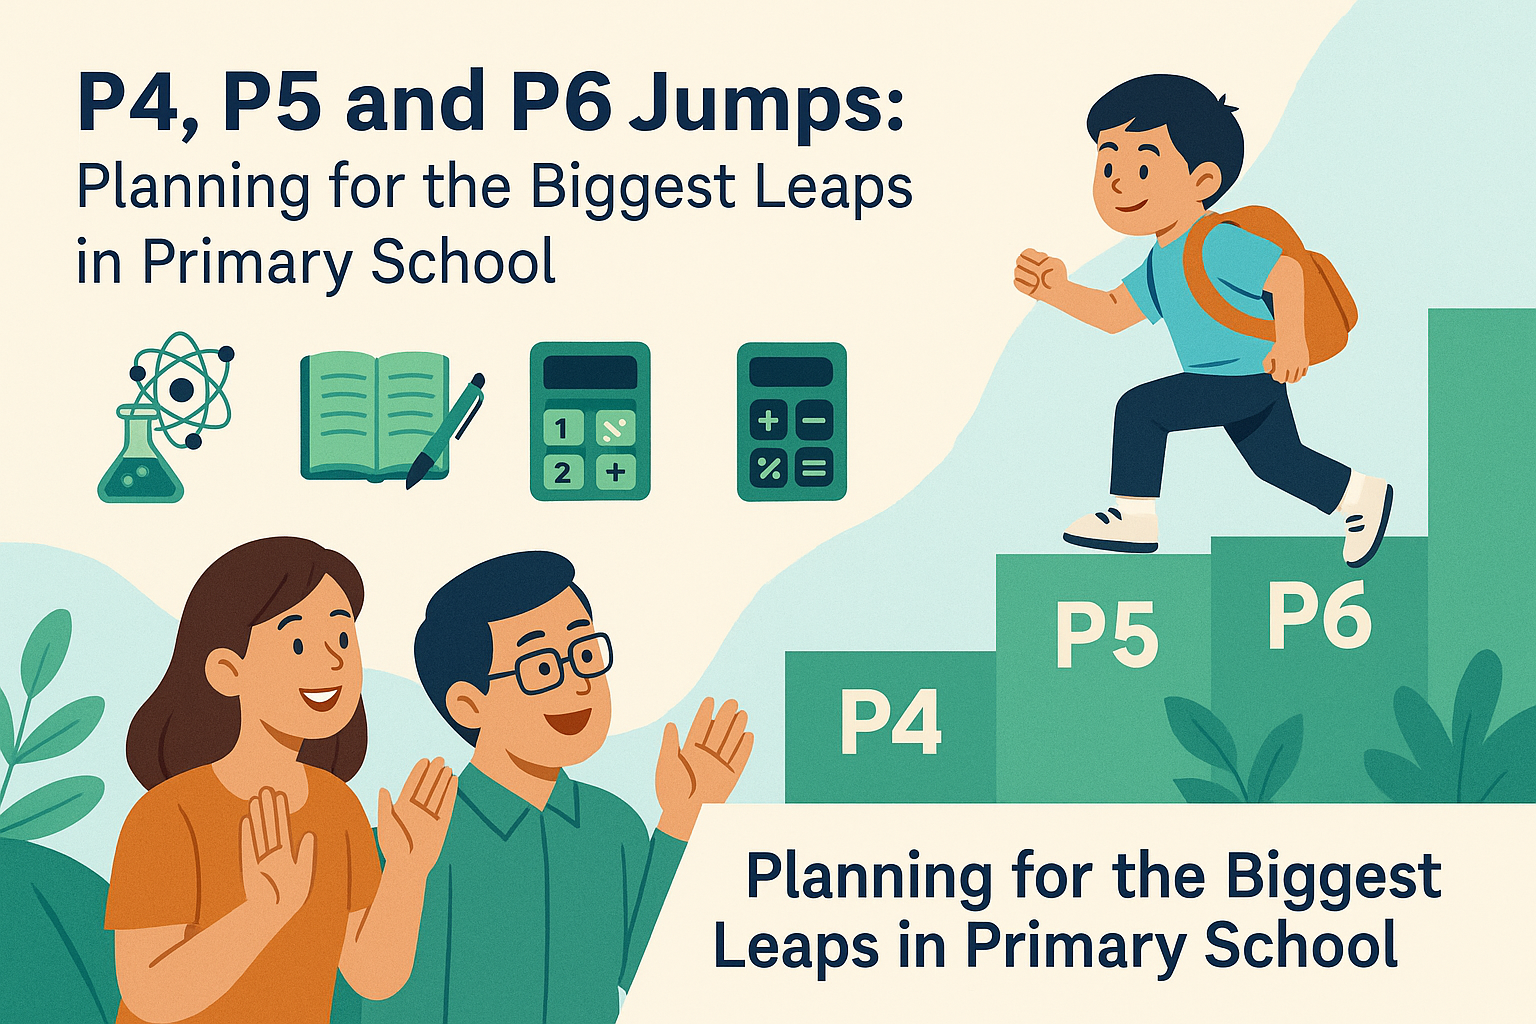 P4, P5 and P6 Jumps:
Planning for the Biggest Leaps
in Primary School
1 %
2 +
+ −
% =
P4
P5
P6
Planning for the Biggest
Leaps in Primary School